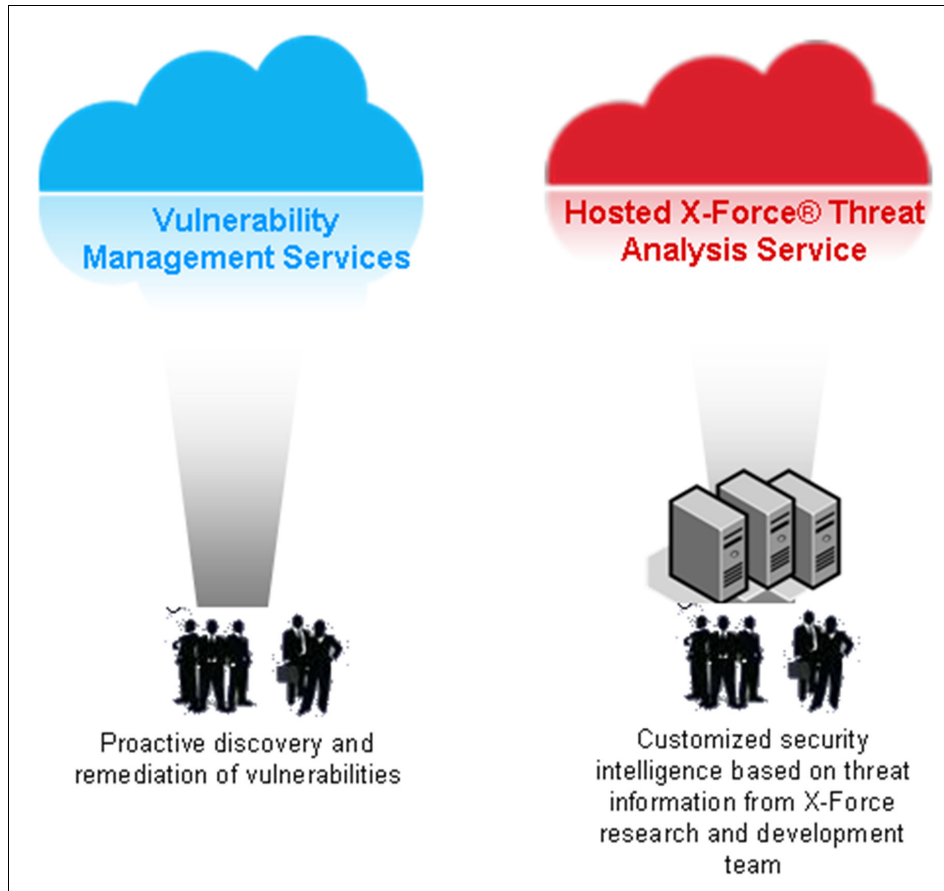 Vulnerability
Management Services
Hosted X-Force® Threat
Analysis Service
Proactive discovery and
remediation of vulnerabilities
Customized security
intelligence based on threat
information from X-Force
research and development
team